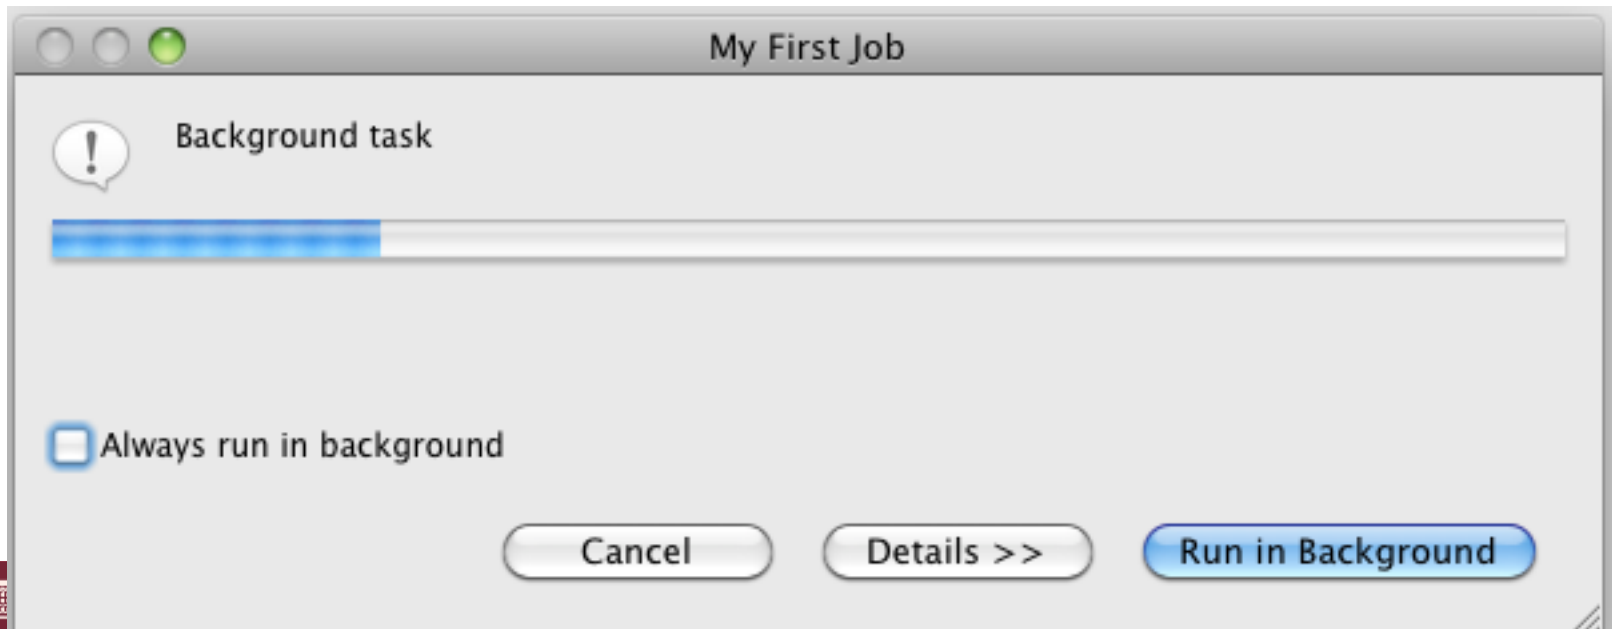 My First Job
Background task
Always run in background
Cancel
Details >>
Run in Background